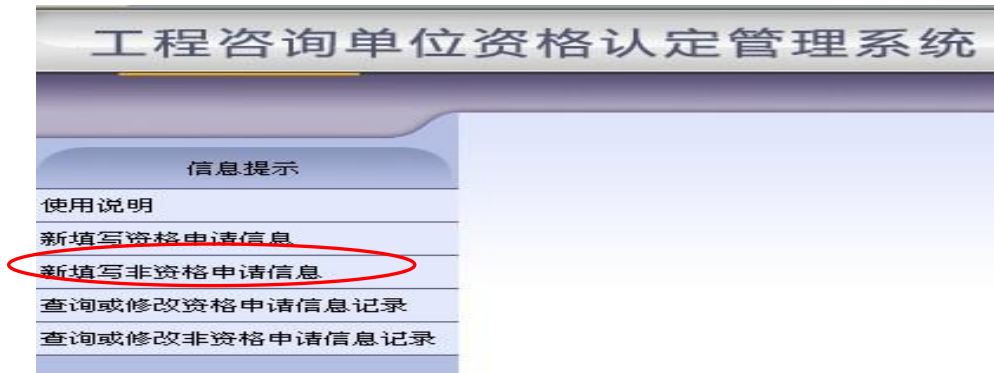 工程咨询单位资格认定管理系统
信息提示
使用说明
新填写资格申请信息
新填写非资格申请信息
查询或修改资格申请信息记录
查询或修改非资格申请信息记录